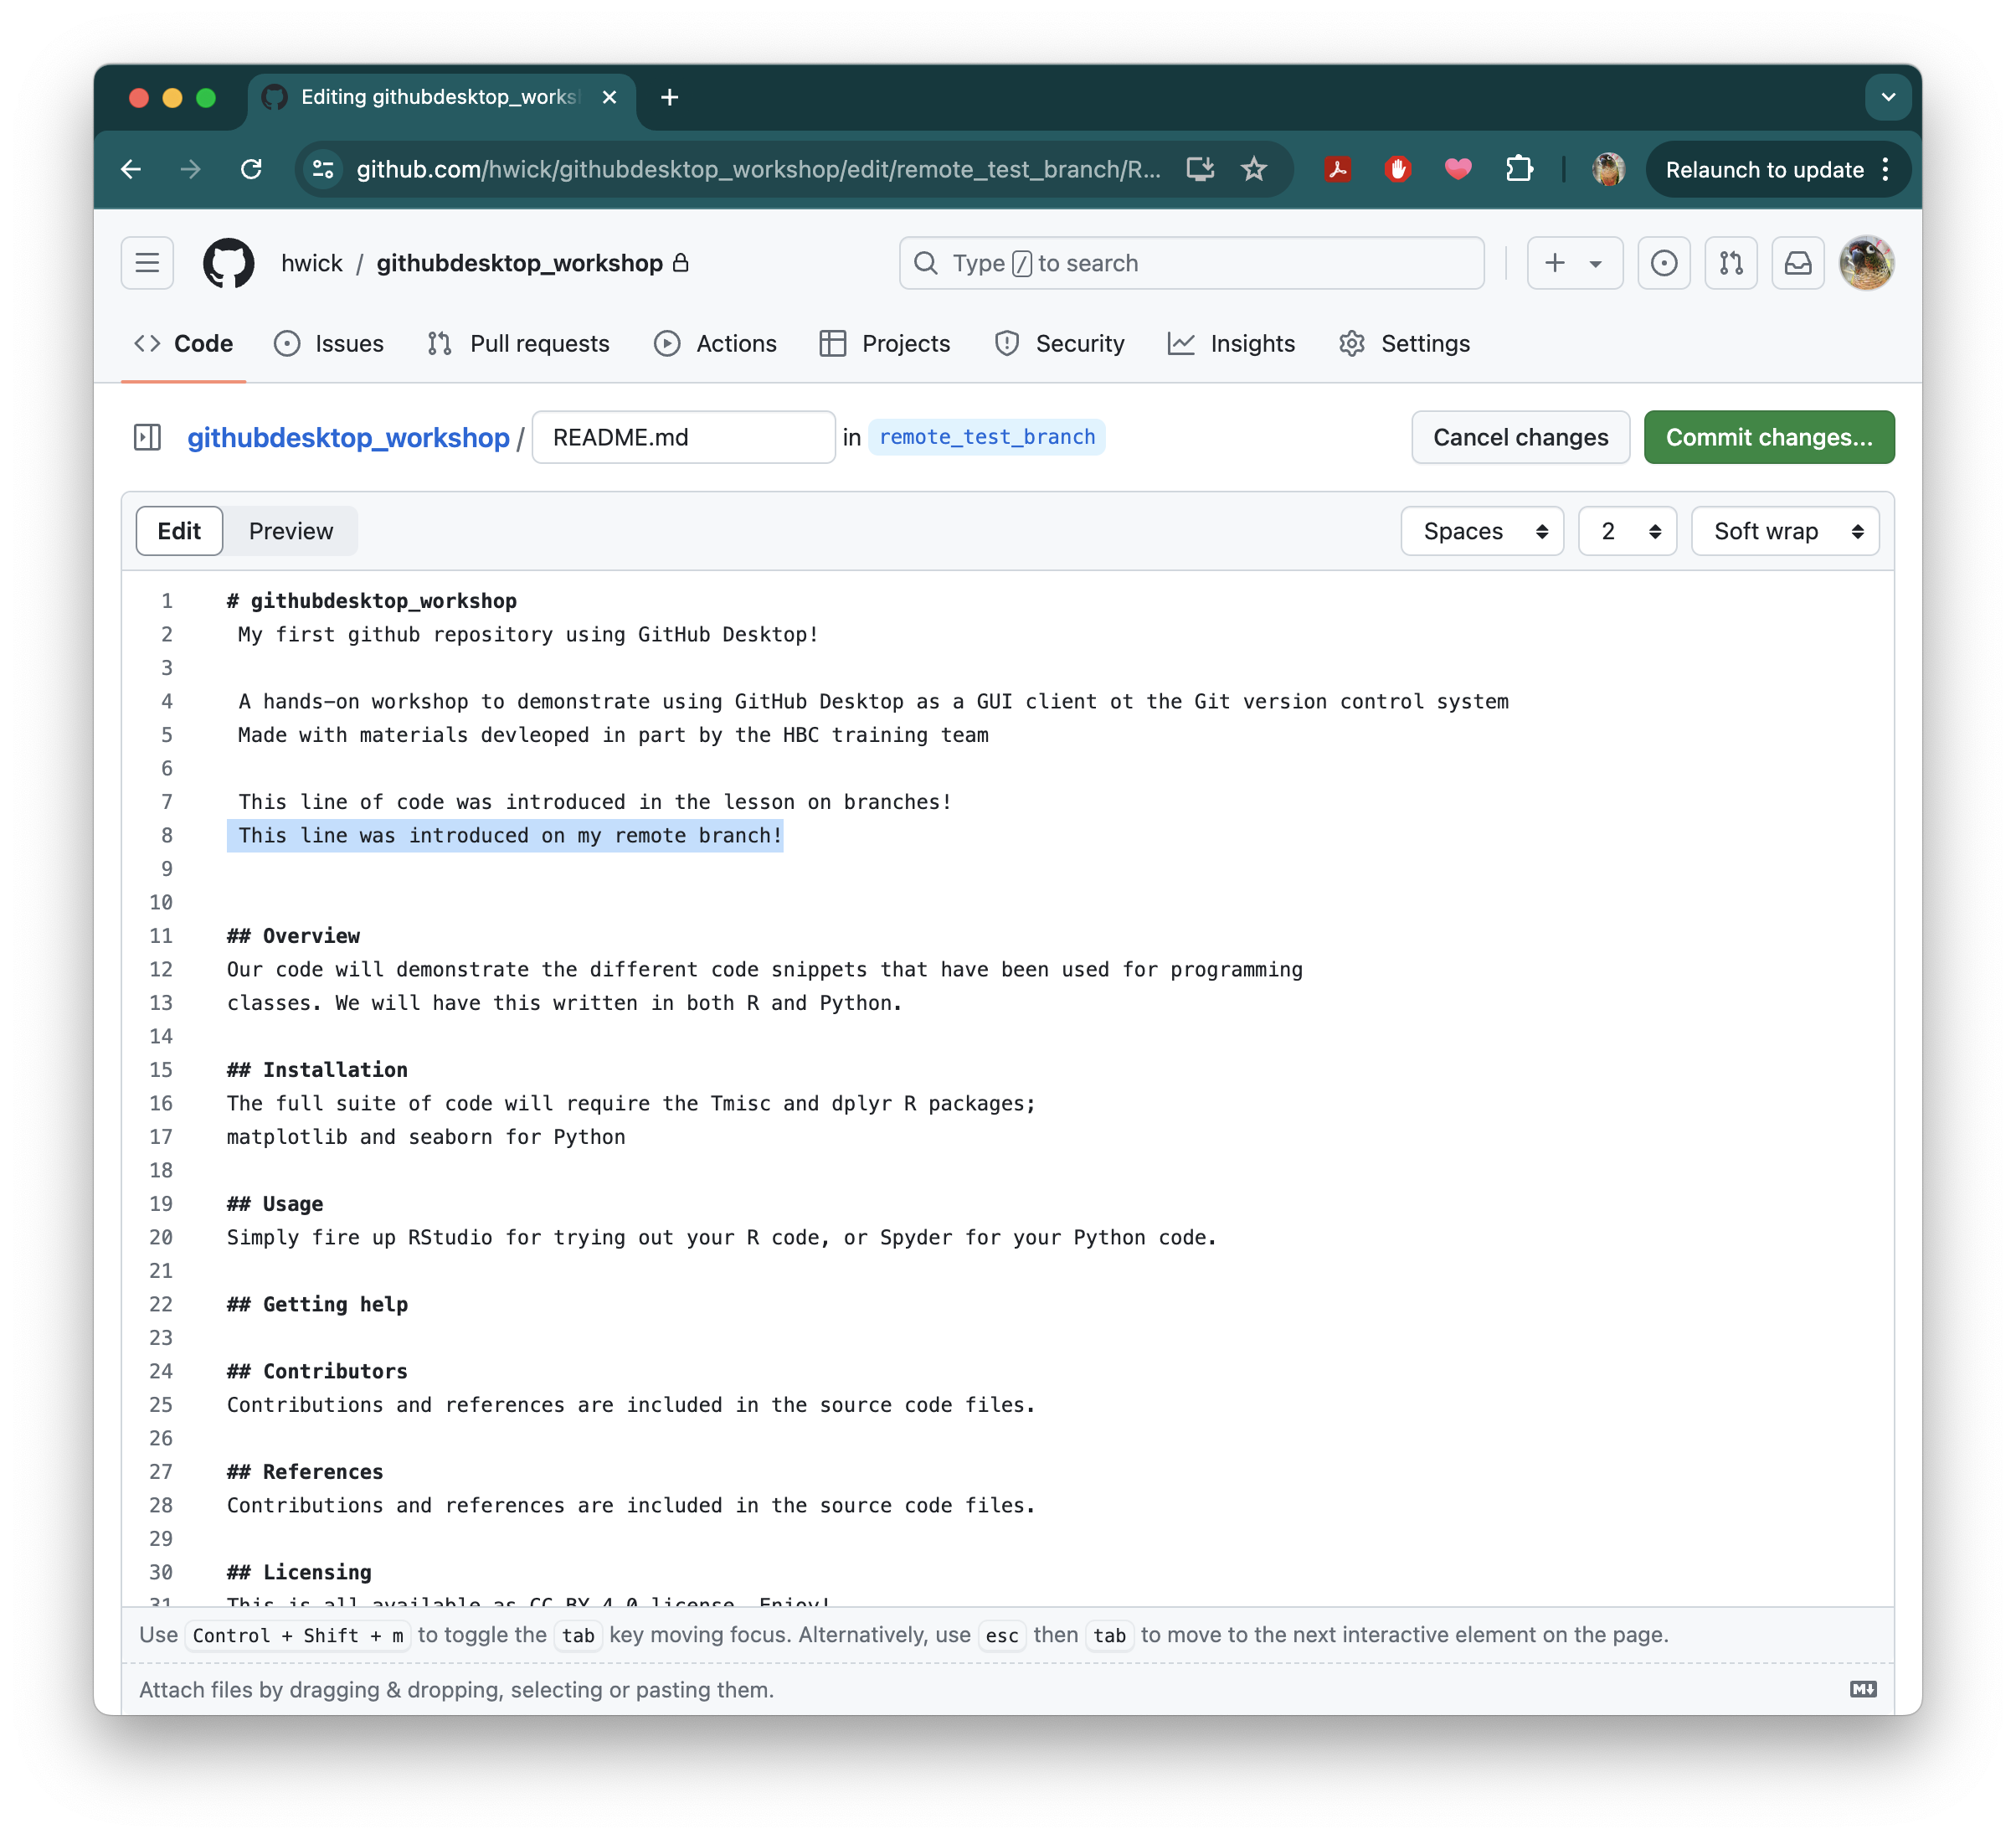 Editing githubdesktop_works
github.com/hwick/githubdesktop_workshop/edit/remote_test_branch/R...
Relaunch to update
hwick / githubdesktop_workshop
Type / to search
Code Issues Pull requests Actions Projects Security Insights Settings
githubdesktop_workshop / README.md in remote_test_branch Cancel changes Commit changes...
Edit Preview Spaces 2 Soft wrap
1 # githubdesktop_workshop
2 My first github repository using GitHub Desktop!
3
4 A hands-on workshop to demonstrate using GitHub Desktop as a GUI client ot the Git version control system
5 Made with materials devleoped in part by the HBC training team
6
7 This line of code was introduced in the lesson on branches!
8 This line was introduced on my remote branch!
9
10
11 ## Overview
12 Our code will demonstrate the different code snippets that have been used for programming
13 classes. We will have this written in both R and Python.
14
15 ## Installation
16 The full suite of code will require the Tmisc and dplyr R packages;
17 matplotlib and seaborn for Python
18
19 ## Usage
20 Simply fire up RStudio for trying out your R code, or Spyder for your Python code.
21
22 ## Getting help
23
24 ## Contributors
25 Contributions and references are included in the source code files.
26
27 ## References
28 Contributions and references are included in the source code files.
29
30 ## Licensing
31 This is all available as CC BY 4.0 license. Enjoy!
Use Control + Shift + m to toggle the tab key moving focus. Alternatively, use esc then tab to move to the next interactive element on the page.
Attach files by dragging & dropping, selecting or pasting them.